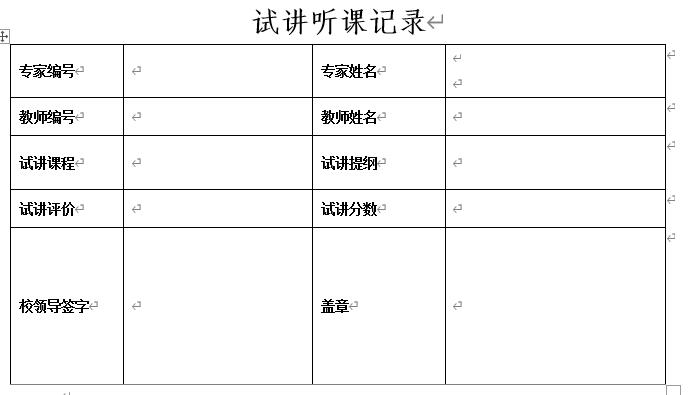 试讲听课记录
专家编号 专家姓名
教师编号 教师姓名
试讲课程 试讲提纲
试讲评价 试讲分数
校领导签字 盖章